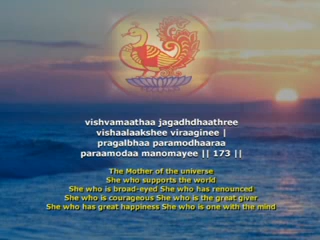 vishvamaathaa jagadhdhaathree
vishaalaakshee viraaginee |
pragalbhaa paramodhaaraa
paraamodaa manomayee || 173 ||
The Mother of the universe
She who supports the world
She who is broad-eyed She who has renounced
She who is courageous She who is the great giver
She who has great happiness She who is one with the mind